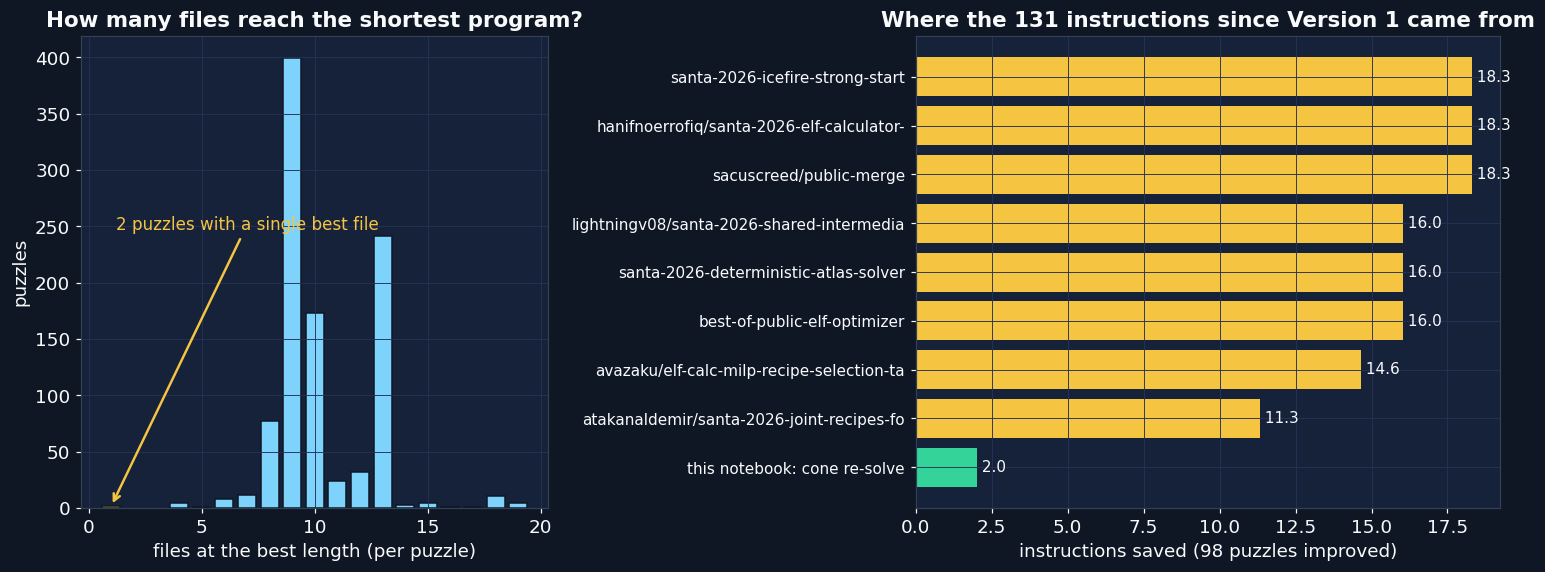 How many files reach the shortest program?
400
350
300
250
200
150
100
50
0
puzzles
2 puzzles with a single best file
0
5
10
15
20
files at the best length (per puzzle)
Where the 131 instructions since Version 1 came from
santa-2026-icefire-strong-start
18.3
hanifnoerrofiq/santa-2026-elf-calculator-
18.3
sacuscreed/public-merge
18.3
lightningv08/santa-2026-shared-intermedia
16.0
santa-2026-deterministic-atlas-solver
16.0
best-of-public-elf-optimizer
16.0
avazaku/elf-calc-milp-recipe-selection-ta
14.6
atakanaldemir/santa-2026-joint-recipes-fo
11.3
this notebook: cone re-solve
2.0
0.0
2.5
5.0
7.5
10.0
12.5
15.0
17.5
instructions saved (98 puzzles improved)